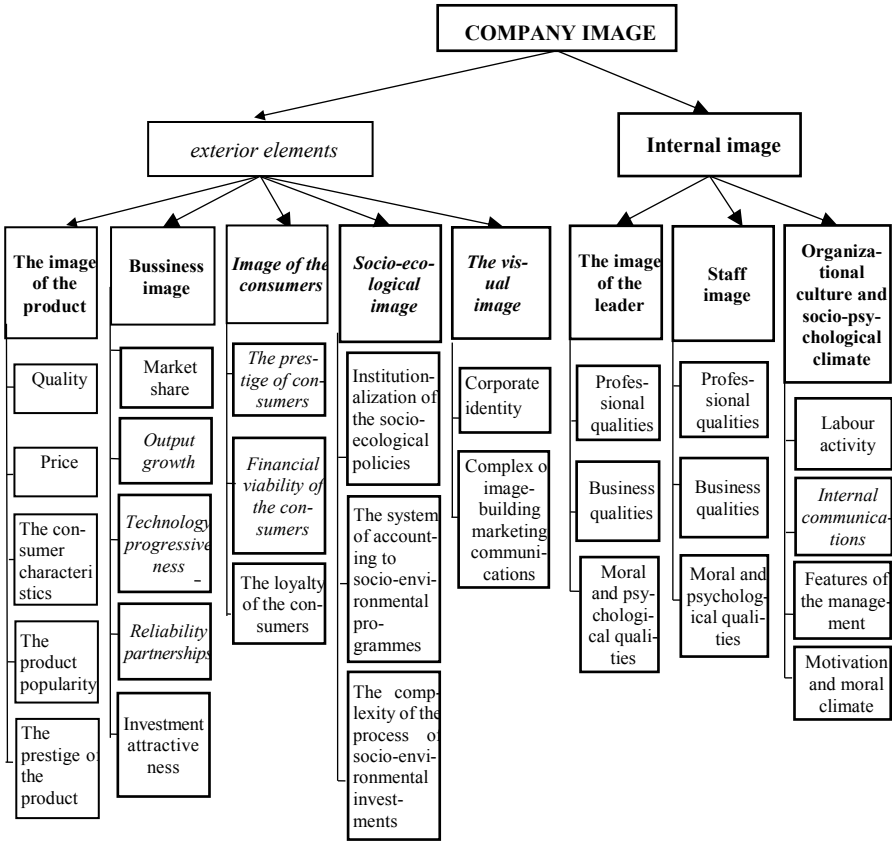 COMPANY IMAGE
exterior elements
Internal image
The image
of the
product
Bussiness
image
Image of the
consumers
Socio-eco-
logical
image
The vis-
ual
image
The image
of the
leader
Staff
image
Organiza-
tional
culture and
socio-psy-
chological
climate
Quality
Price
The con-
sumer
characteri
stics
The
product
popularity
The
prestige of
the
product
Market
share
Output
growth
Technology
progressive
ness
Reliability
partnerships
Investment
attractive
ness
The pres-
tige of con-
sumers
Financial
viability of
the con-
sumers
The loyalty
of the con-
sumers
Institution-
alization of
the socio-
ecological
policies
The system
of accounting
to socio-en-
vironmental
pro-
grammes
The comp-
lexity of the
process of
socio-envi-
ronmental
invest-
ments
Corporate
identity
Complex o
image-
building
marketing
communi-
cations
Profes-
sional
qualities
Business
qualities
Moral and
psy-
chologi-
cal quali-
ties
Profes-
sional
qualities
Business
qualities
Moral and
psycholog-
ical quali-
ties
Labour
activity
Internal
communica-
tions
Features of
the manage-
ment
Motivation
and moral
climate